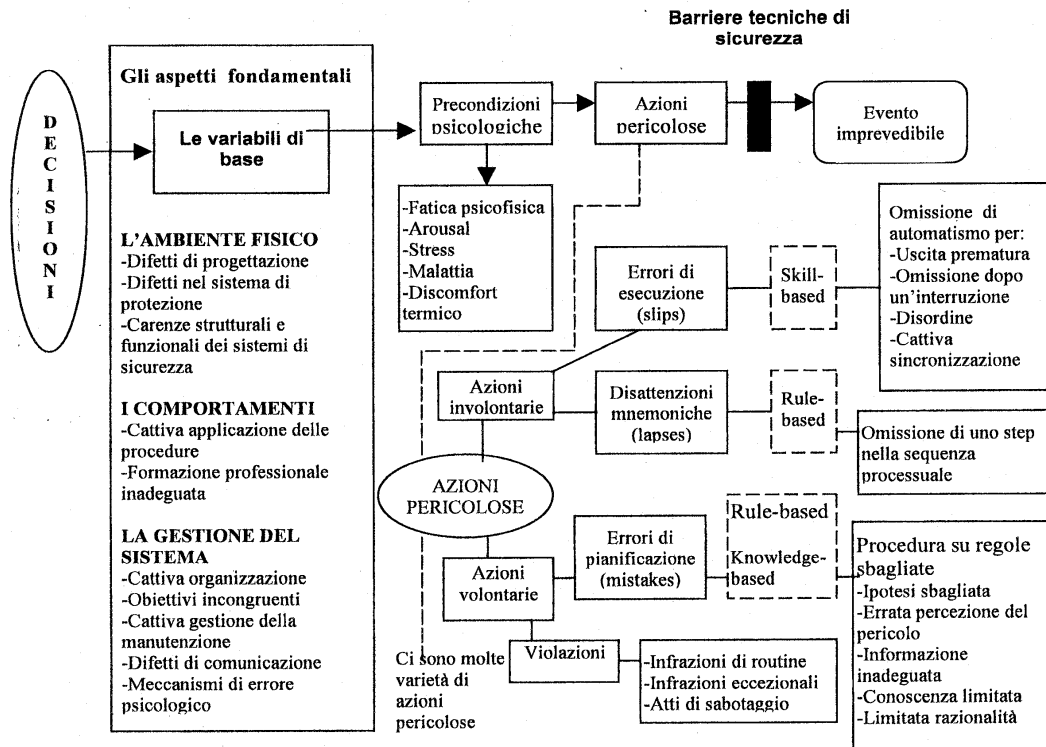 Barriere tecniche di
sicurezza
DECISIONI
Gli aspetti fondamentali
Le variabili di
base
Precondizioni
psicologiche
Azioni
pericolose
Evento
imprevedibile
L'AMBIENTE FISICO
-Difetti di progettazione
-Difetti nel sistema di
protezione
-Carenze strutturali e
funzionali dei sistemi di
sicurezza
I COMPORTAMENTI
-Cattiva applicazione delle
procedure
-Formazione professionale
inadeguata
LA GESTIONE DEL
SISTEMA
-Cattiva organizzazione
-Obiettivi incongruenti
-Cattiva gestione della
manutenzione
-Difetti di comunicazione
-Meccanismi di errore
psicologico
-Fatica psicofisica
-Arousal
-Stress
-Malattia
-Discomfort
termico
Errori di
esecuzione
(slips)
Skill-
based
Omissione di
automatismo per:
-Uscita prematura
-Omissione dopo
un'interruzione
-Disordine
-Cattiva
sincronizzazione
Azioni
involontarie
Disattenzioni
mnemoniche
(lapses)
Rule-
based
Omissione di uno step
nella sequenza
processuale
AZIONI
PERICOLOSE
Azioni
volontarie
Errori di
pianificazione
(mistakes)
Rule-based
Knowledge-
based
Procedura su regole
sbagliate
-Ipotesi sbagliata
-Errata percezione del
pericolo
-Informazione
inadeguata
-Conoscenza limitata
-Limitata razionalità
Violazioni
-Infrazioni di routine
-Infrazioni eccezionali
-Atti di sabotaggio
Ci sono molte
varietà di
azioni
pericolose